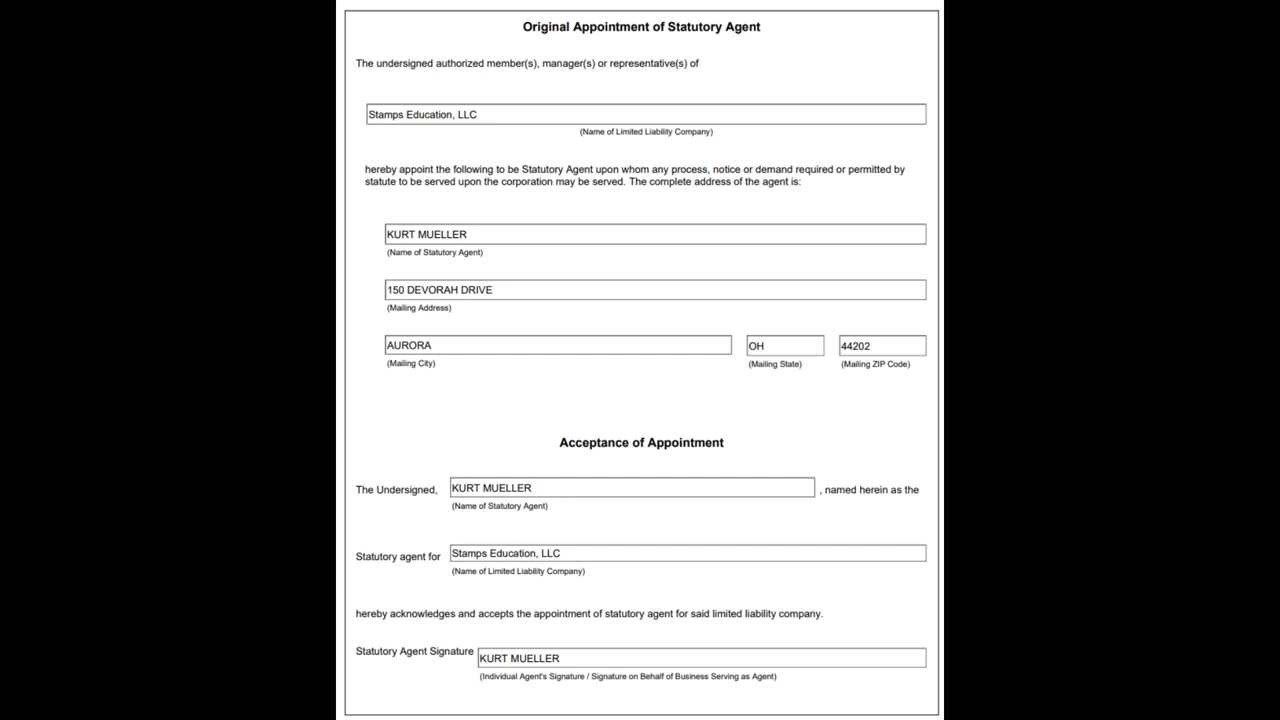 Original Appointment of Statutory Agent
The undersigned authorized member(s), manager(s) or representative(s) of
Stamps Education, LLC
(Name of Limited Liability Company)
hereby appoint the following to be Statutory Agent upon whom any process, notice or demand required or permitted by
statute to be served upon the corporation may be served. The complete address of the agent is:
KURT MUELLER
(Name of Statutory Agent)
150 DEVORAH DRIVE
(Mailing Address)
AURORA OH 44202
(Mailing City) (Mailing State) (Mailing ZIP Code)
Acceptance of Appointment
The Undersigned, KURT MUELLER , named herein as the
(Name of Statutory Agent)
Statutory agent for Stamps Education, LLC
(Name of Limited Liability Company)
hereby acknowledges and accepts the appointment of statutory agent for said limited liability company.
Statutory Agent Signature KURT MUELLER
(Individual Agent's Signature / Signature on Behalf of Business Serving as Agent)